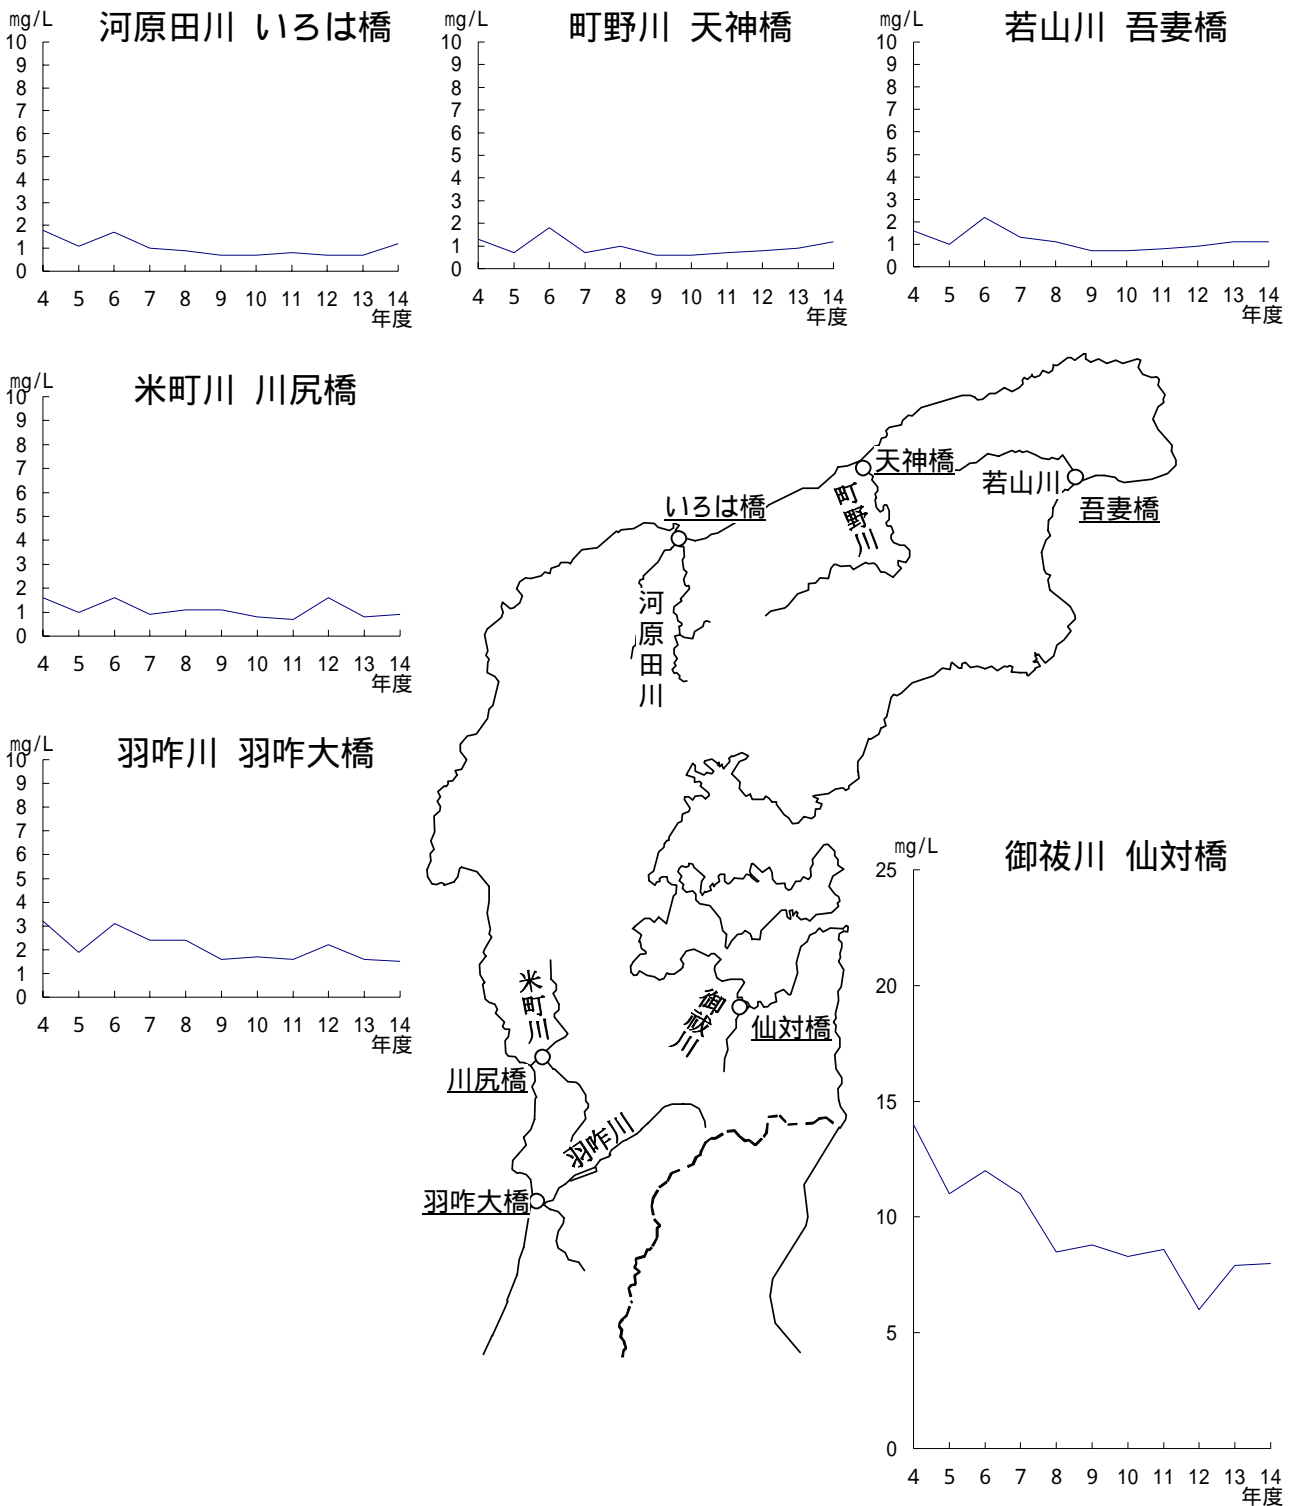 mg/L
河原田川 いろは橋
10
9
8
7
6
5
4
3
2
1
0
4 5 6 7 8 9 10 11 12 13 14
年度
mg/L
町野川 天神橋
10
9
8
7
6
5
4
3
2
1
0
4 5 6 7 8 9 10 11 12 13 14
年度
mg/L
若山川 吾妻橋
10
9
8
7
6
5
4
3
2
1
0
4 5 6 7 8 9 10 11 12 13 14
年度
mg/L
米町川 川尻橋
10
9
8
7
6
5
4
3
2
1
0
4 5 6 7 8 9 10 11 12 13 14
年度
mg/L
羽咋川 羽咋大橋
10
9
8
7
6
5
4
3
2
1
0
4 5 6 7 8 9 10 11 12 13 14
年度
天神橋
町野川
若山川
吾妻橋
いろは橋
河原田川
米町川
川尻橋
御祓川
仙対橋
羽咋川
羽咋大橋
mg/L
御祓川 仙対橋
25
20
15
10
5
0
4 5 6 7 8 9 10 11 12 13 14
年度